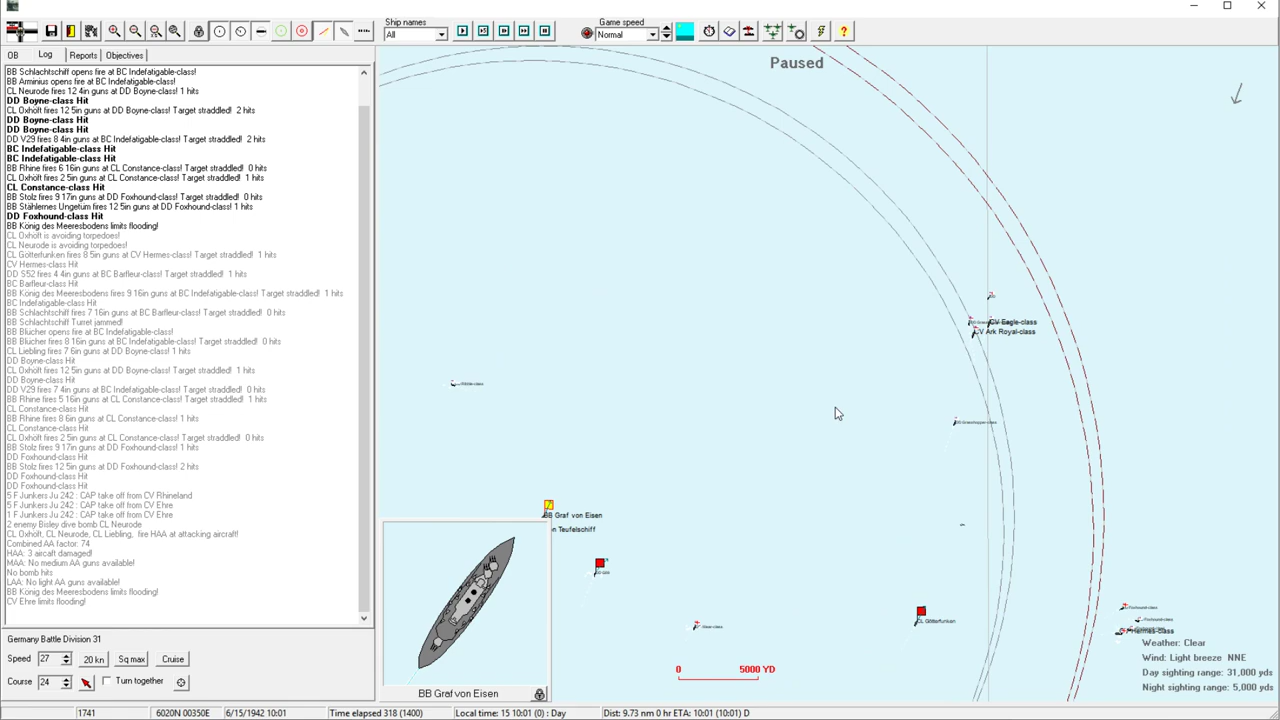 Ship names
All
Game speed
Normal
OB
Log
Reports
Objectives
BB Schlachtschiff opens fire at BC Indefatigable-class!
BB Arminius opens fire at BC Indefatigable-class!
CL Neurode fires 12 4in guns at DD Boyne-class! 1 hits
DD Boyne-class Hit
CL Oxhöft fires 12 5in guns at DD Boyne-class! Target straddled! 2 hits
DD Boyne-class Hit
DD Boyne-class Hit
DD V29 fires 8 4in guns at BC Indefatigable-class! Target straddled! 2 hits
BC Indefatigable-class Hit
BC Indefatigable-class Hit
BB Rhine fires 6 16in guns at CL Constance-class! Target straddled! 0 hits
CL Oxhöft fires 2 5in guns at CL Constance-class! Target straddled! 1 hits
CL Constance-class Hit
BB Stolz fires 9 17in guns at DD Foxhound-class! Target straddled! 0 hits
BB Stählernes Ungetüm fires 12 5in guns at DD Foxhound-class! 1 hits
DD Foxhound-class Hit
BB König des Meeresbodens limits flooding!
CL Oxhöft is avoiding torpedoes!
CL Neurode is avoiding torpedoes!
CL Götterfunken fires 8 5in guns at CV Hermes-class! Target straddled! 1 hits
CV Hermes-class Hit
DD S52 fires 4 4in guns at BC Barfleur-class! Target straddled! 1 hits
BC Barfleur-class Hit
BB König des Meeresbodens fires 9 16in guns at BC Indefatigable-class! Target straddled! 1 hits
BC Indefatigable-class Hit
BB Schlachtschiff fires 7 16in guns at BC Barfleur-class! Target straddled! 0 hits
BB Schlachtschiff Turret jammed!
BB Blücher opens fire at BC Indefatigable-class!
BB Blücher fires 8 16in guns at BC Indefatigable-class! Target straddled! 0 hits
CL Liebling fires 7 6in guns at DD Boyne-class! 1 hits
DD Boyne-class Hit
CL Oxhöft fires 12 5in guns at DD Boyne-class! Target straddled! 1 hits
DD Boyne-class Hit
DD V29 fires 7 4in guns at BC Indefatigable-class! Target straddled! 0 hits
BB Rhine fires 5 16in guns at CL Constance-class! Target straddled! 1 hits
CL Constance-class Hit
BB Rhine fires 8 6in guns at CL Constance-class! 1 hits
CL Constance-class Hit
CL Oxhöft fires 2 5in guns at CL Constance-class! Target straddled! 0 hits
BB Stolz fires 9 17in guns at DD Foxhound-class! 1 hits
DD Foxhound-class Hit
BB Stolz fires 12 5in guns at DD Foxhound-class! 2 hits
DD Foxhound-class Hit
DD Foxhound-class Hit
5 F Junkers Ju 242 : CAP take off from CV Rhineland
5 F Junkers Ju 242 : CAP take off from CV Ehre
1 F Junkers Ju 242 : CAP take off from CV Ehre
2 enemy Bisley dive bomb CL Neurode
CL Oxhöft, CL Neurode, CL Liebling, fire HAA at attacking aircraft!
Combined AA factor: 74
HAA: 3 aircaft damaged!
MAA: No medium AA guns available!
No bomb hits
LAA: No light AA guns available!
BB König des Meeresbodens limits flooding!
CV Ehre limits flooding!
Germany Battle Division 31
Speed 27 20 kn Sq max Cruise
Course 24 Turn together
Paused
CV Eagle-class
CV Ark Royal-class
BB Graf von Eisen
n Teufelschiff
CL Götterfunken
Foxhound-class
Hermes-class
0 5000 YD
BB Graf von Eisen
Weather: Clear
Wind: Light breeze NNE
Day sighting range: 31,000 yds
Night sighting range: 5,000 yds
1741
6020N 00350E
6/15/1942 10:01
Time elapsed 318 (1400)
Local time: 15 10:01 (0) : Day
Dist: 9.73 nm 0 hr ETA: 10:01 (10:01) D